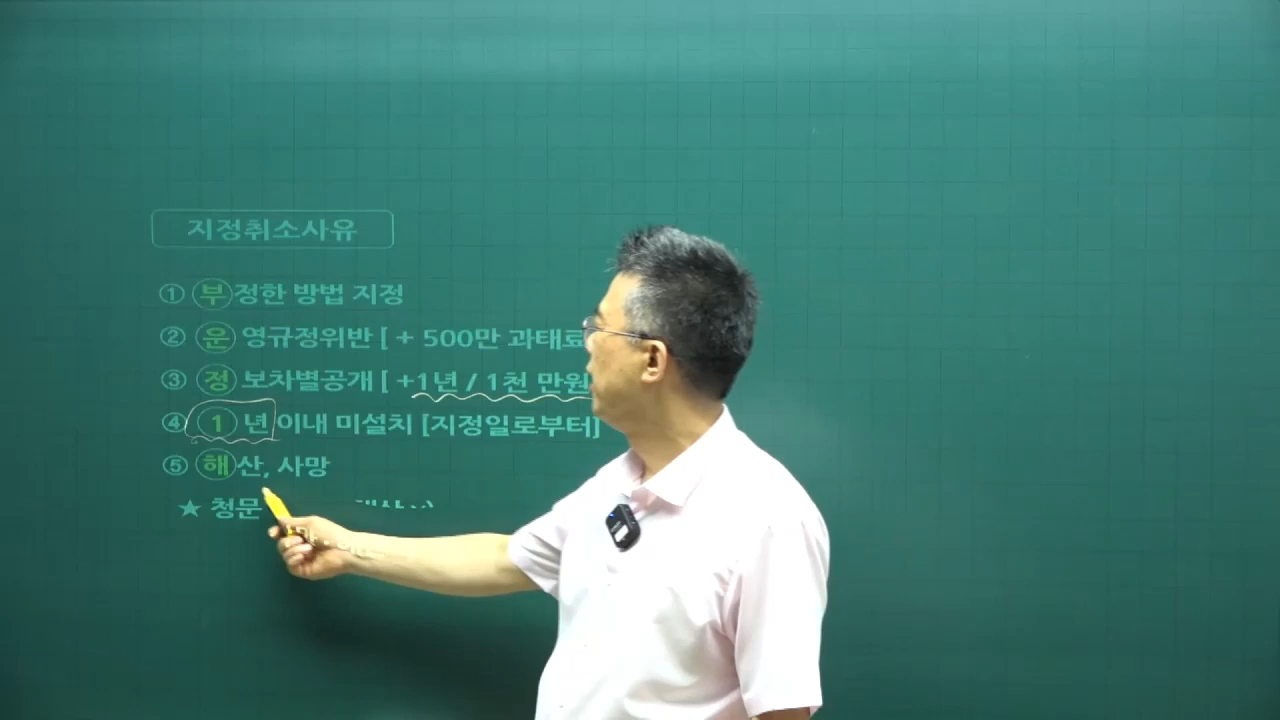 지정취소사유
① 부정한 방법 지정
② 운영규정위반 [ + 500만 과태료
③ 정보차별공개 [ +1년 / 1천 만원
④ 1년 이내 미설치 [지정일로부터]
⑤ 해산, 사망
★ 청문